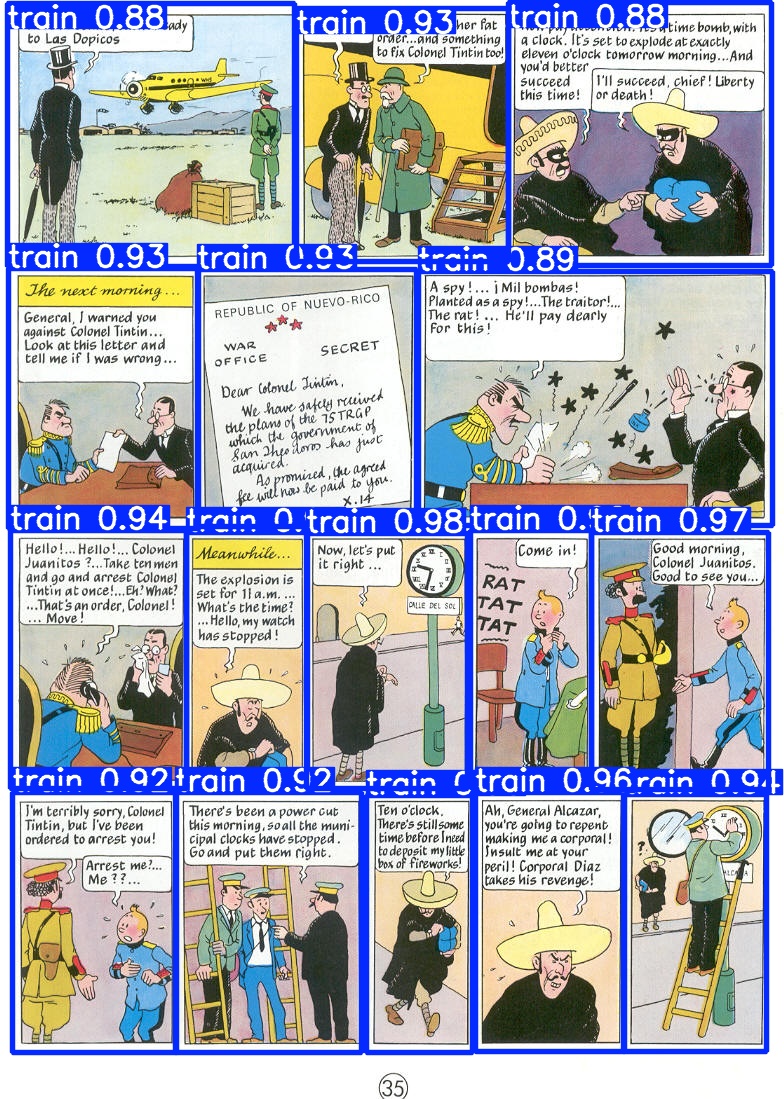 train 0.88
to Las Dopicos
train 0.93
her fat
order...and something
to fix Colonel Tintin too!
train 0.88
time bomb, with
a clock. It's set to explode at exactly
eleven o'clock tomorrow morning...And
you'd better
succeed
this time!
I'll succeed, chief! Liberty
or death!
train 0.93
The next morning...
General, I warned you
against Colonel Tintin...
Look at this letter and
tell me if I was wrong...
train 0.93
REPUBLIC OF NUEVO-RICO
WAR
OFFICE
SECRET
Dear Colonel Tintin,
We have safely received
the plans of the 75 TRGP
which the government of
San Theodoros has just
acquired.
As promised, the agreed
fee will now be paid to you.
X.14
train 0.89
A spy!... ¡Mil bombas!
Planted as a spy!...The traitor!...
The rat!... He'll pay dearly
for this!
train 0.94
Hello!... Hello!... Colonel
Juanitos?...Take ten men
and go and arrest Colonel
Tintin at once!...Eh? What?
...That's an order, Colonel!
... Move!
train
Meanwhile...
The explosion is
set for 11 a.m. ...
What's the time?
...Hello, my watch
has stopped!
train 0.98
Now, let's put
it right...
CALLE DEL SOL
train
Come in!
RAT
TAT
TAT
train 0.97
Good morning,
Colonel Juanitos.
Good to see you...
train 0.92
I'm terribly sorry, Colonel
Tintin, but I've been
ordered to arrest you!
Arrest me?...
Me??...
train 0.92
There's been a power cut
this morning, so all the muni-
cipal clocks have stopped.
Go and put them right.
train
Ten o'clock.
There's still some
time before I need
to deposit my little
box of fireworks!
train 0.96
Ah, General Alcazar,
you're going to repent
making me a corporal!
Insult me at your
peril! Corporal Diaz
takes his revenge!
train 0.94
?
35